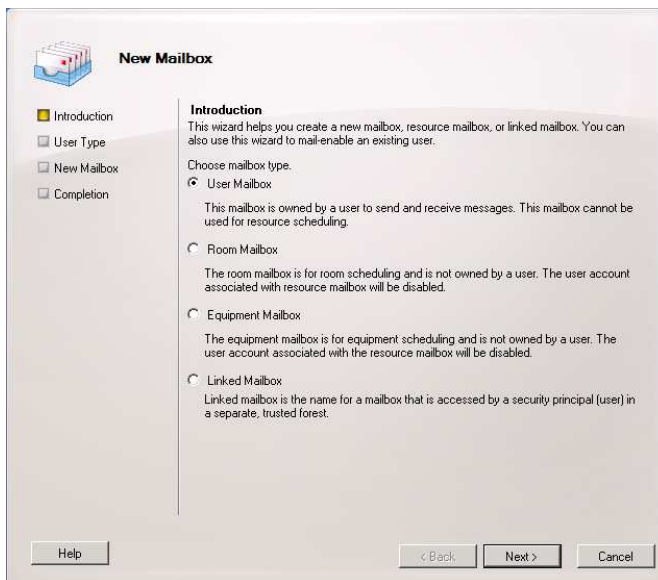 New Mailbox
Introduction
User Type
New Mailbox
Completion
Introduction
This wizard helps you create a new mailbox, resource mailbox, or linked mailbox. You can
also use this wizard to mail-enable an existing user.
Choose mailbox type.
User Mailbox
This mailbox is owned by a user to send and receive messages. This mailbox cannot be
used for resource scheduling.
Room Mailbox
The room mailbox is for room scheduling and is not owned by a user. The user account
associated with resource mailbox will be disabled.
Equipment Mailbox
The equipment mailbox is for equipment scheduling and is not owned by a user. The
user account associated with the resource mailbox will be disabled.
Linked Mailbox
Linked mailbox is the name for a mailbox that is accessed by a security principal (user) in
a separate, trusted forest.
Help
< Back
Next >
Cancel